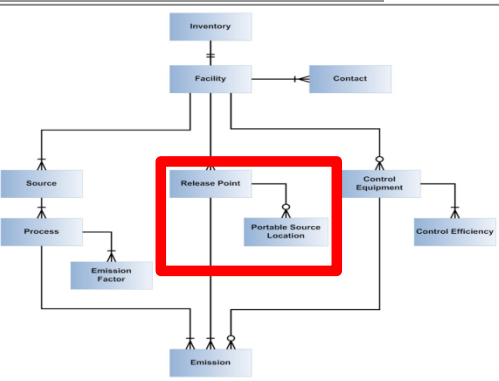 Inventory
Facility
Contact
Source
Release Point
Control
Equipment
Process
Portable Source
Location
Control Efficiency
Emission
Factor
Emission